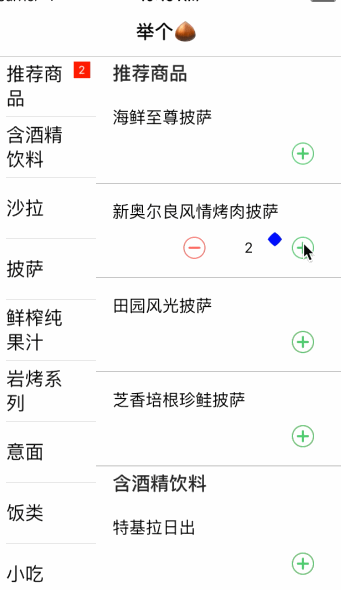 举个🌰
推荐商
品
2
含酒精
饮料
沙拉
披萨
鲜榨纯
果汁
岩烤系
列
意面
饭类
小吃
推荐商品
海鲜至尊披萨
新奥尔良风情烤肉披萨
2
田园风光披萨
芝香培根珍鲑披萨
含酒精饮料
特基拉日出